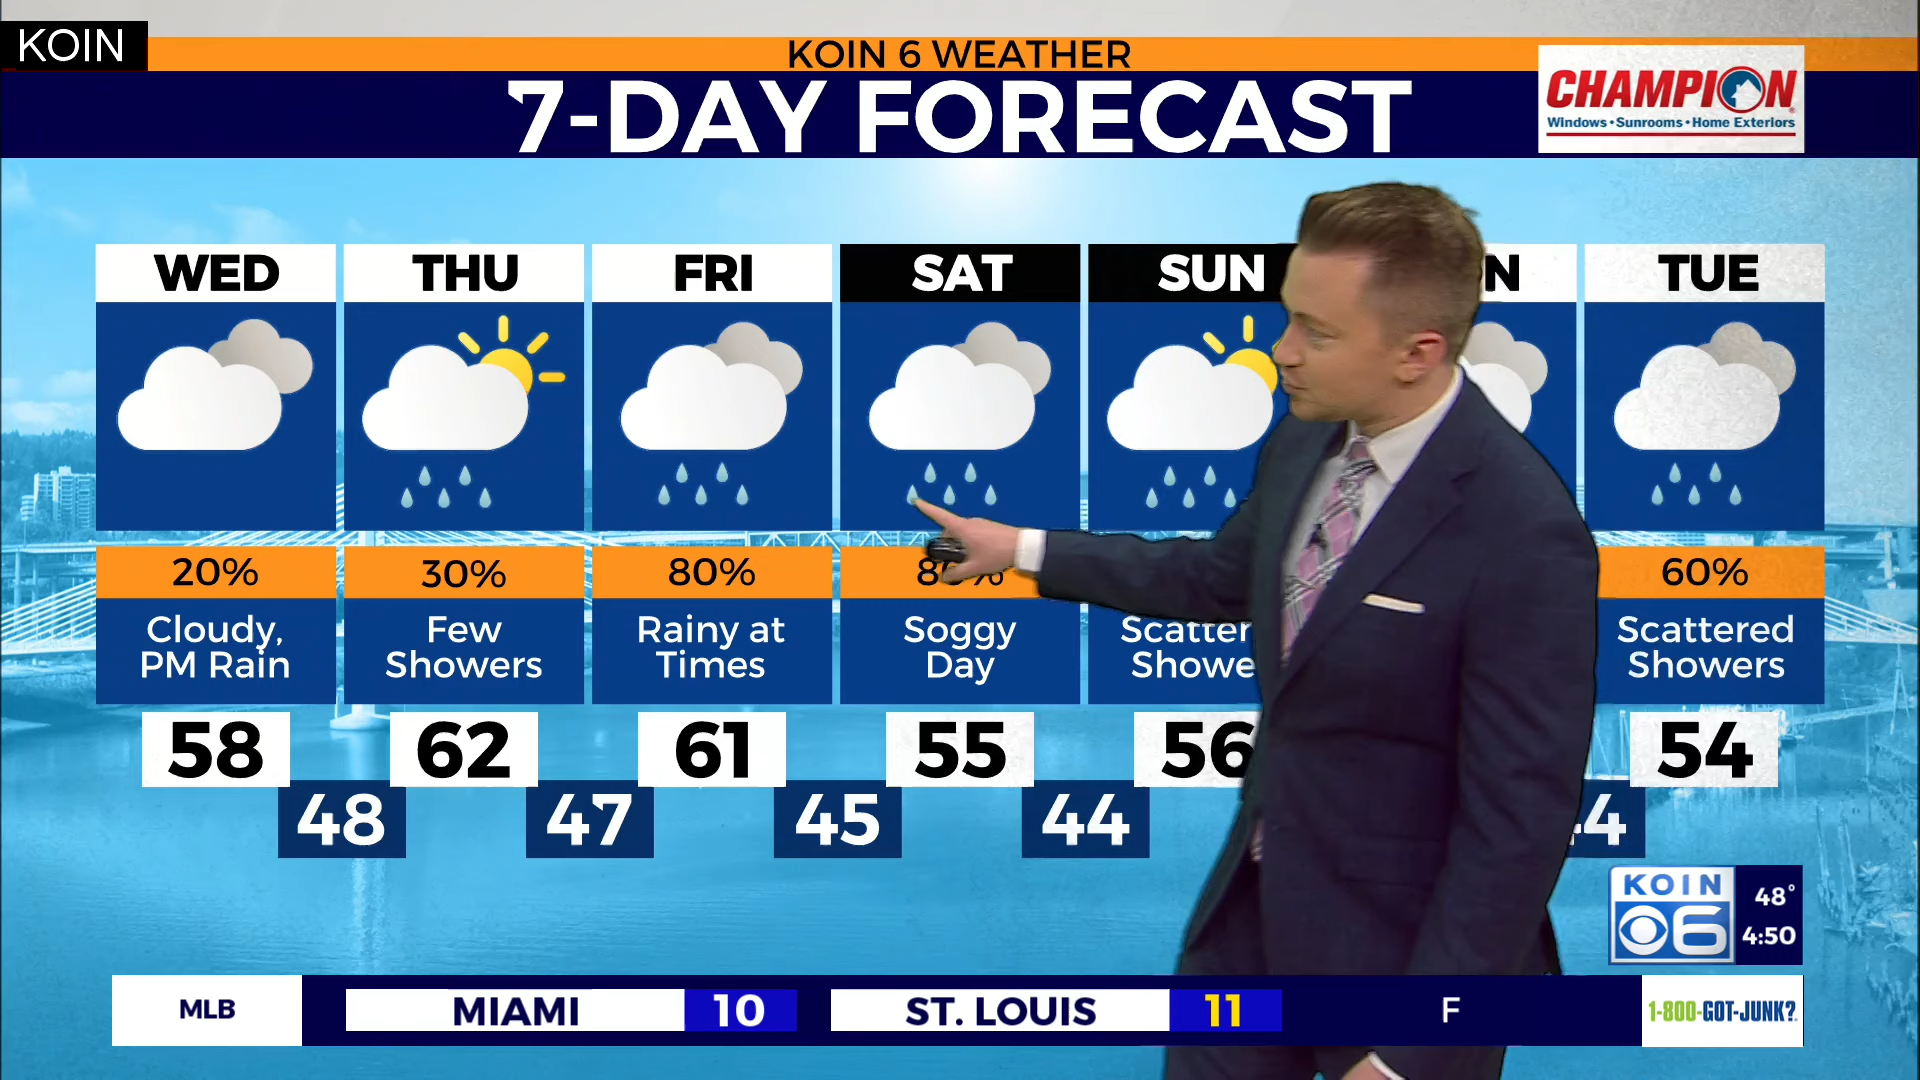 KOIN
KOIN 6 WEATHER
7-DAY FORECAST
CHAMPION
Windows • Sunrooms • Home Exteriors
WED THU FRI SAT SUN TUE
20% 30% 80% 60%
Cloudy, PM Rain
Few Showers
Rainy at Times
Soggy Day
Scattered Showers
58 62 61 55 56 54
48 47 45 44
KOIN 6
48°
4:50
MLB MIAMI 10 ST. LOUIS 11 F
1-800-GOT-JUNK?